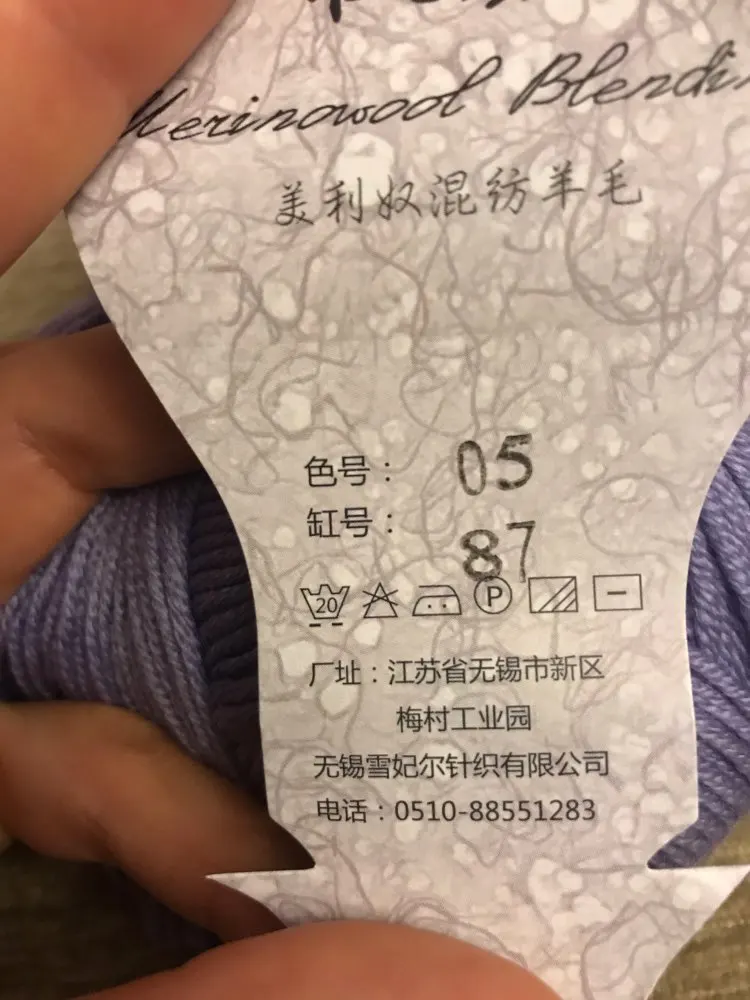 Merinowool
美利奴混纺羊毛
色号： 05
缸号： 87
20 P
厂址：江苏省无锡市新区
梅村工业园
无锡雪妃尔针织有限公司
电话：0510-88551283